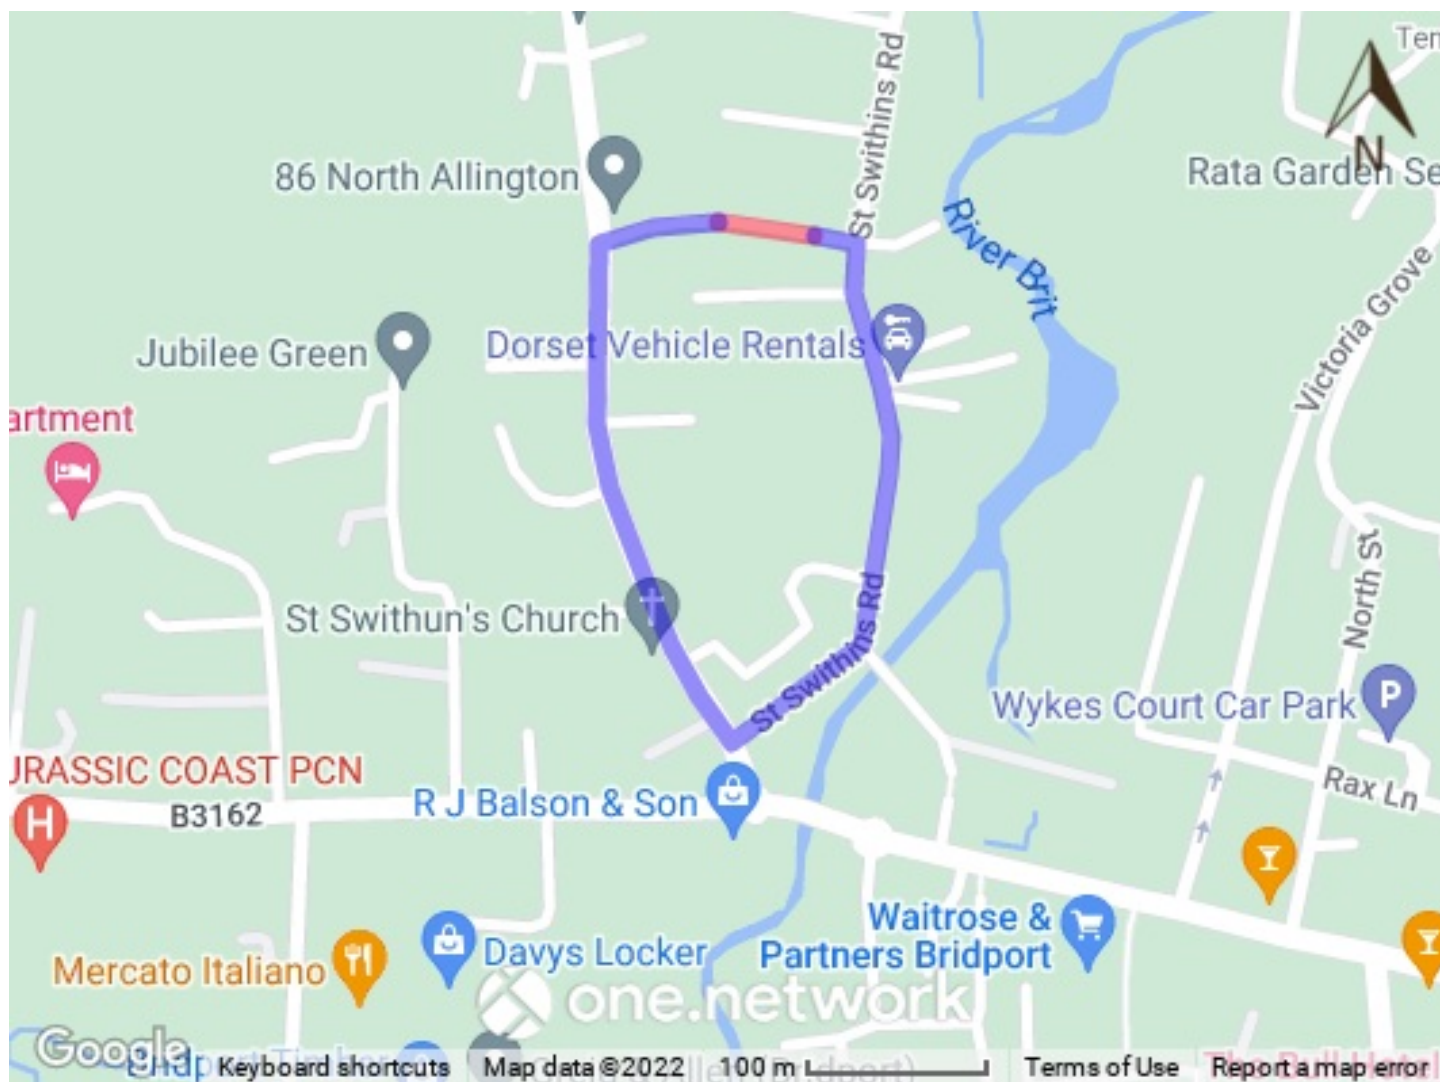 Ten
St Swithins Rd
86 North Allington
N
Rata Garden Se
River Brit
Victoria Grove
Jubilee Green
Dorset Vehicle Rentals
artment
North St
St Swithun's Church
St Swithins Rd
Wykes Court Car Park
P
JRASSIC COAST PCN
B3162
H
R J Balson & Son
Rax Ln
Waitrose &
Partners Bridport
Davys Locker
Mercato Italiano
one.network
Google
Keyboard shortcuts
Map data ©2022
100 m
Terms of Use
Report a map error